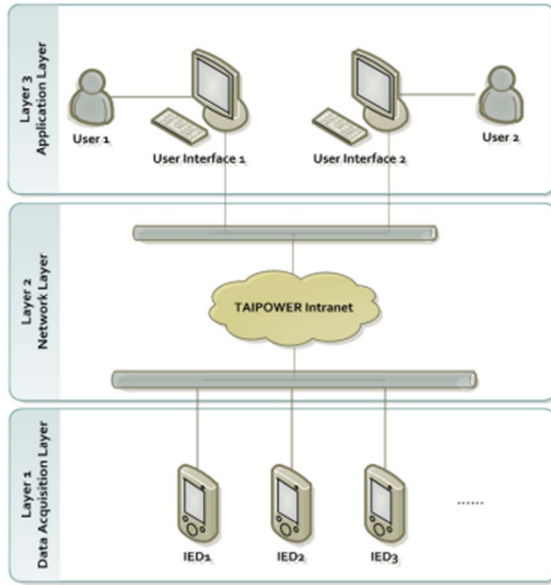 Layer 3
Application Layer
User 1
User Interface 1
User Interface 2
User 2
Layer 2
Network Layer
TAIPOWER Intranet
Layer 1
Data Acquisition Layer
IED1
IED2
IED3
......